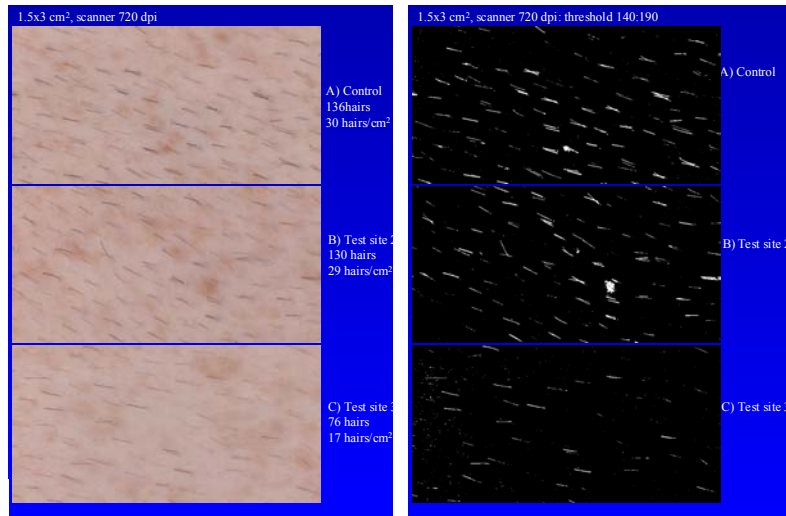 1.5x3 cm², scanner 720 dpi
A) Control
136hairs
30 hairs/cm²
B) Test site 2
130 hairs
29 hairs/cm²
C) Test site 3
76 hairs
17 hairs/cm²
1.5x3 cm², scanner 720 dpi: threshold 140:190
A) Control
B) Test site 2
C) Test site 3